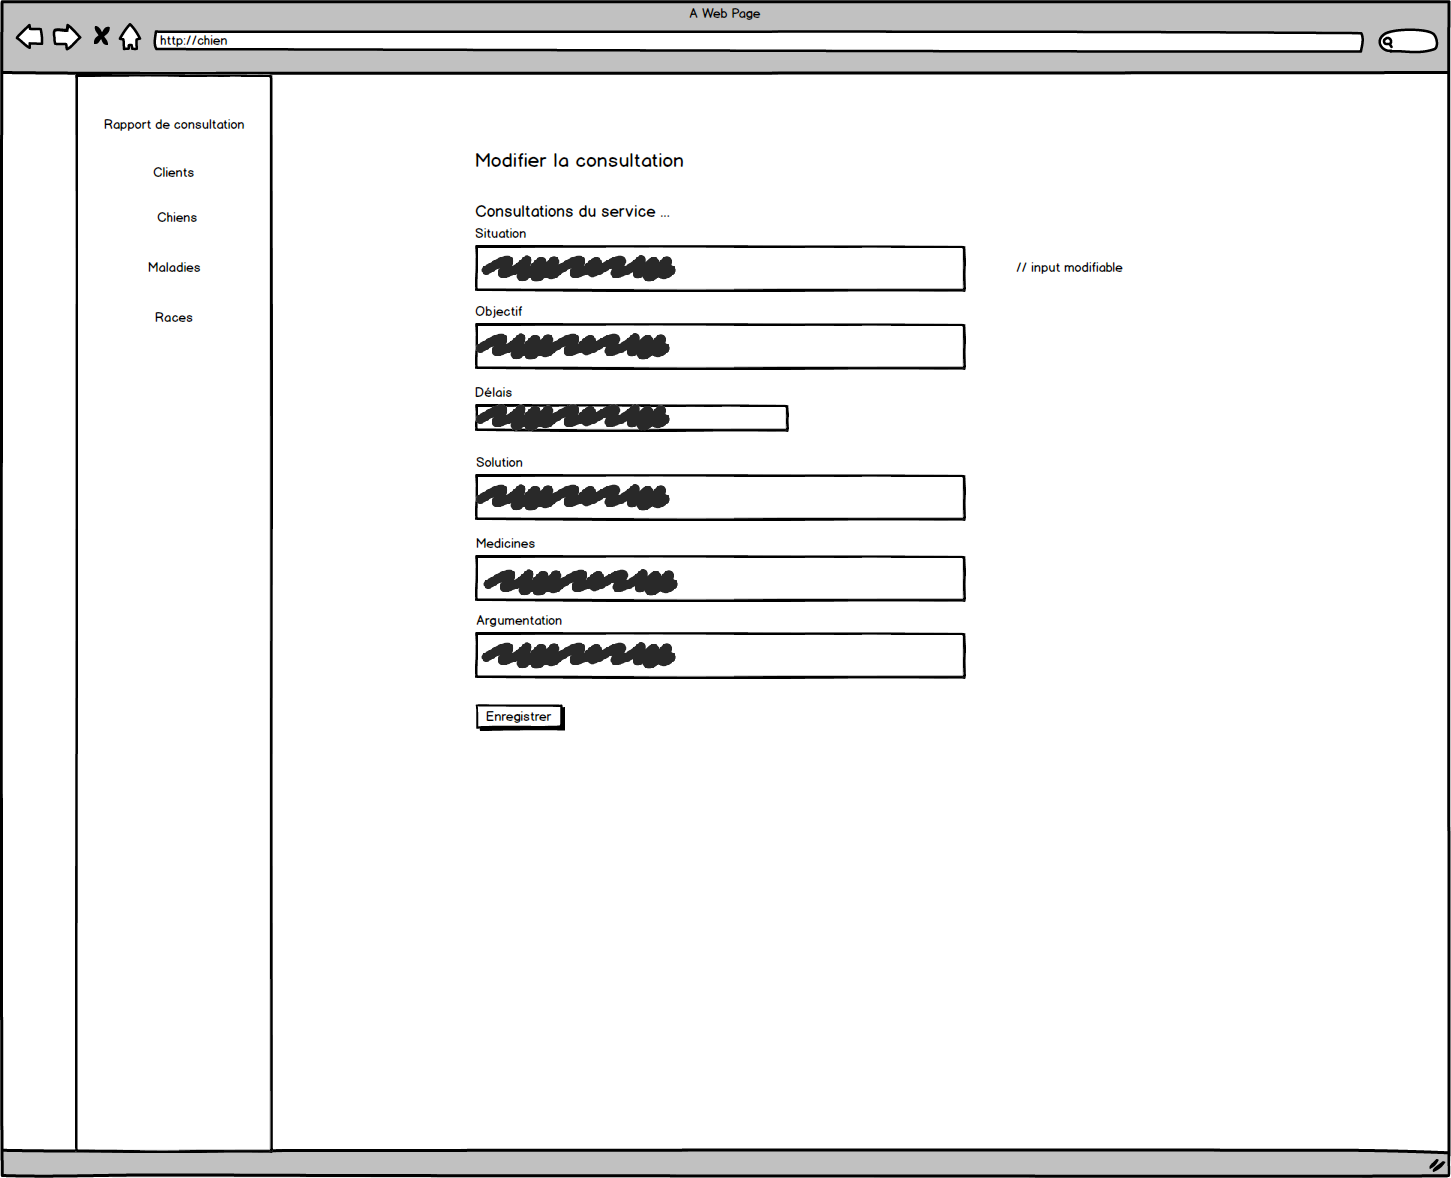 A Web Page
http://chien
Rapport de consultation
Clients
Chiens
Maladies
Races
Modifier la consultation
Consultations du service ...
Situation
// input modifiable
Objectif
Délais
Solution
Medicines
Argumentation
Enregistrer